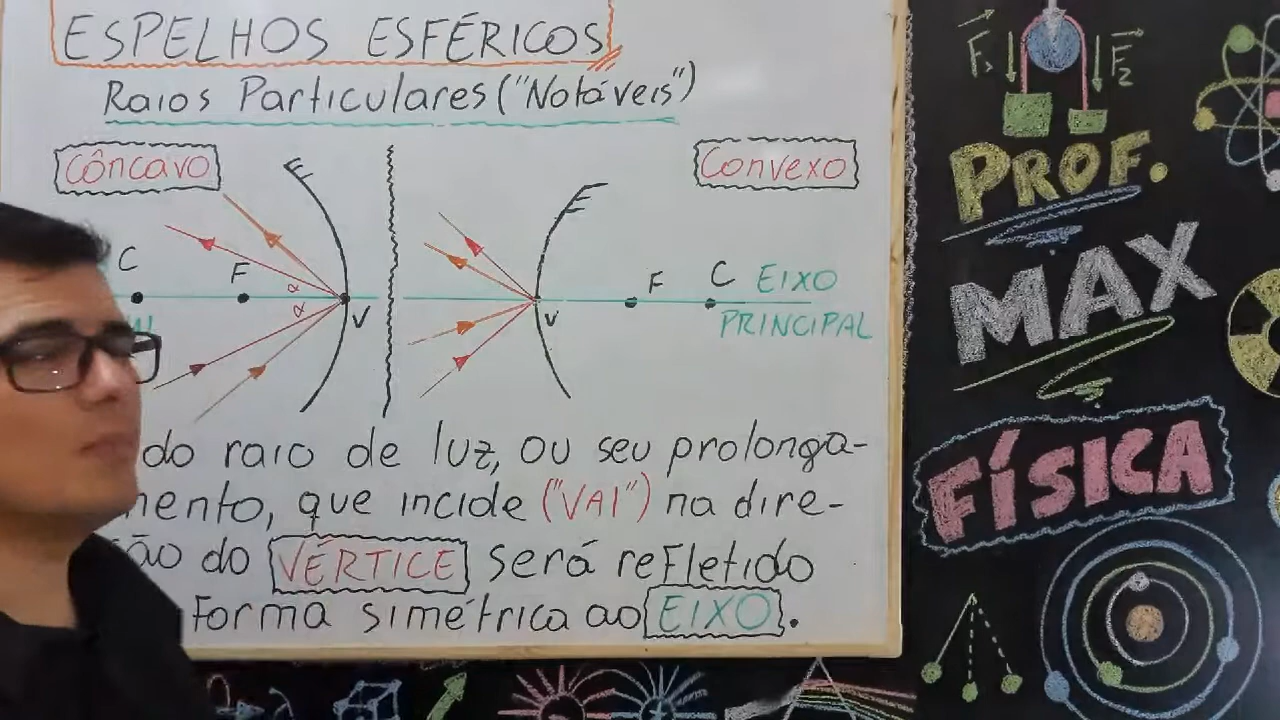 ESPELHOS ESFÉRICOS
Raios Particulares ("Notáveis")
Côncavo
Convexo
E
E
C
F
α
α
V
F
C
EIXO
PRINCIPAL
V
do raio de luz, ou seu prolonga-
mento, que incide ("VAI") na dire-
ção do VÉRTICE será refletido
forma simétrica ao EIXO.
F₁
F₂
PROF.
MAX
FÍSICA